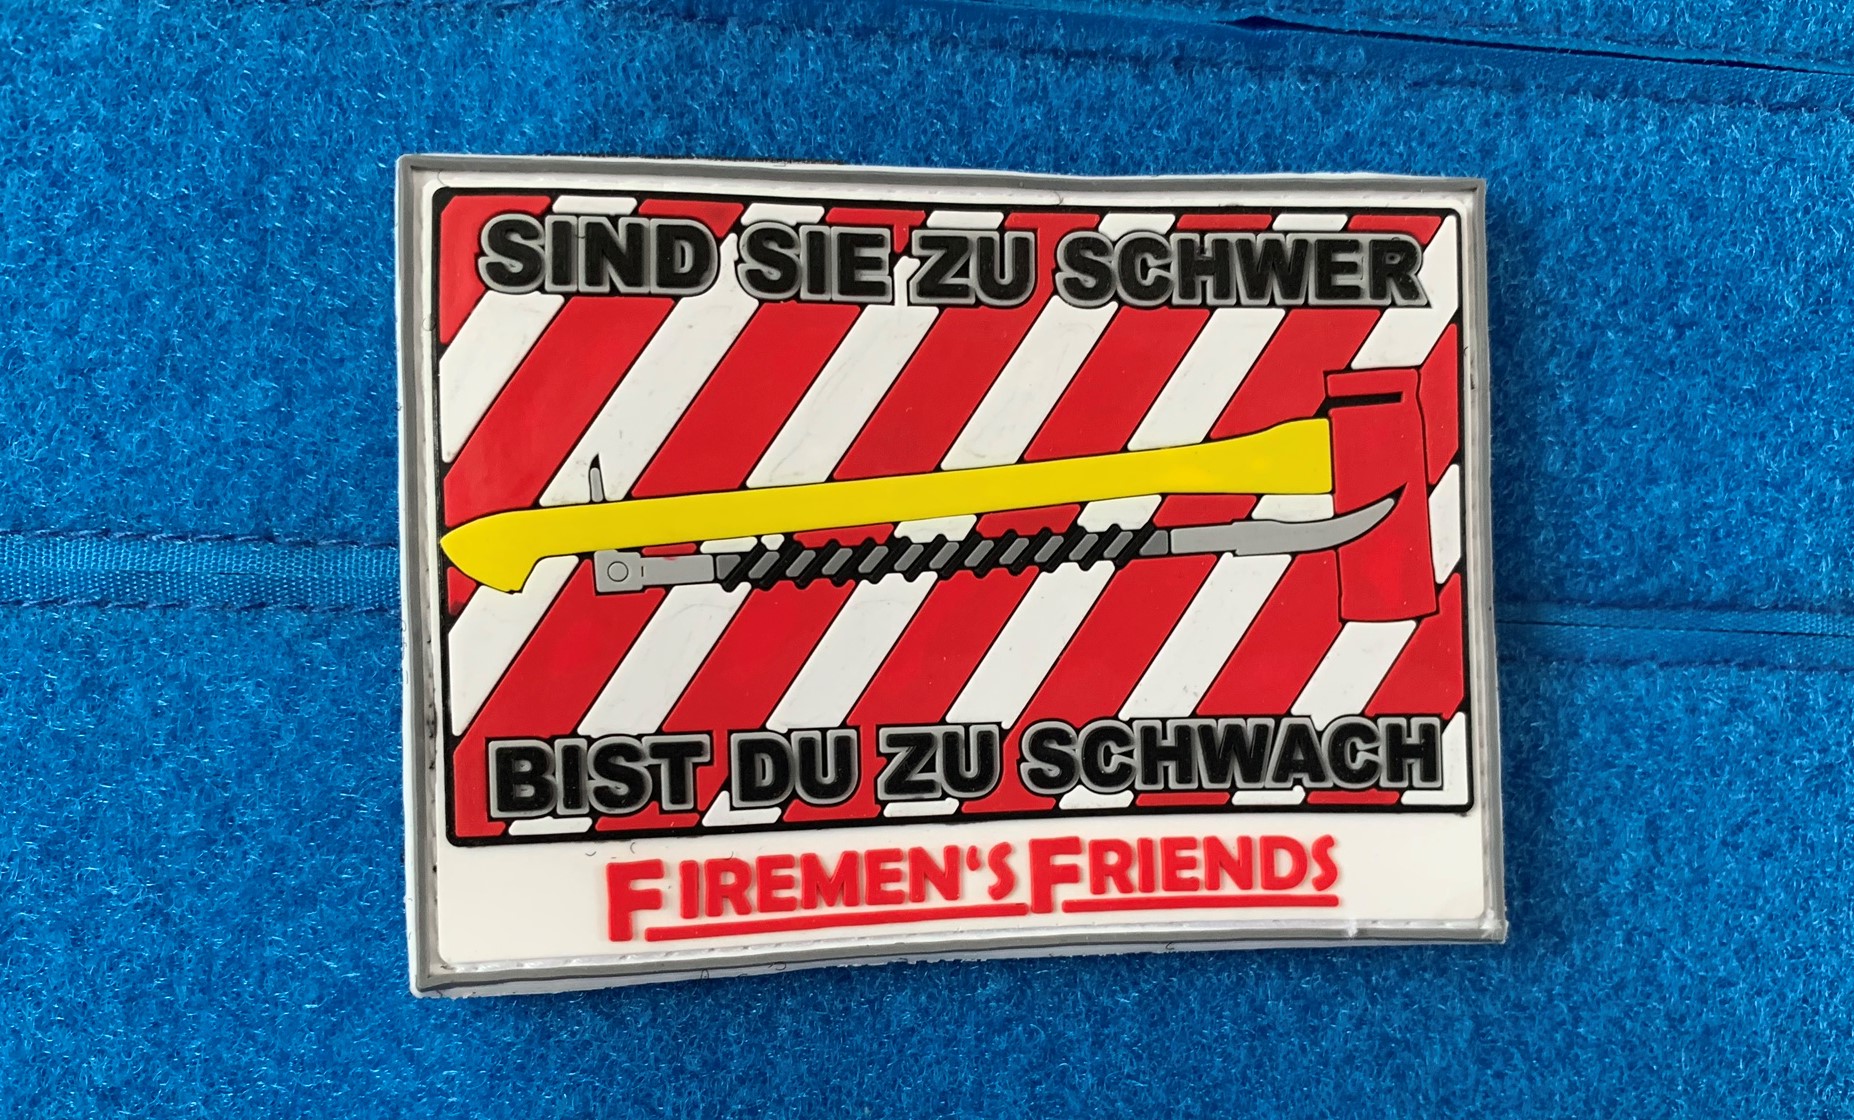 SIND SIE ZU SCHWER
BIST DU ZU SCHWACH
FIREMEN‘S FRIENDS